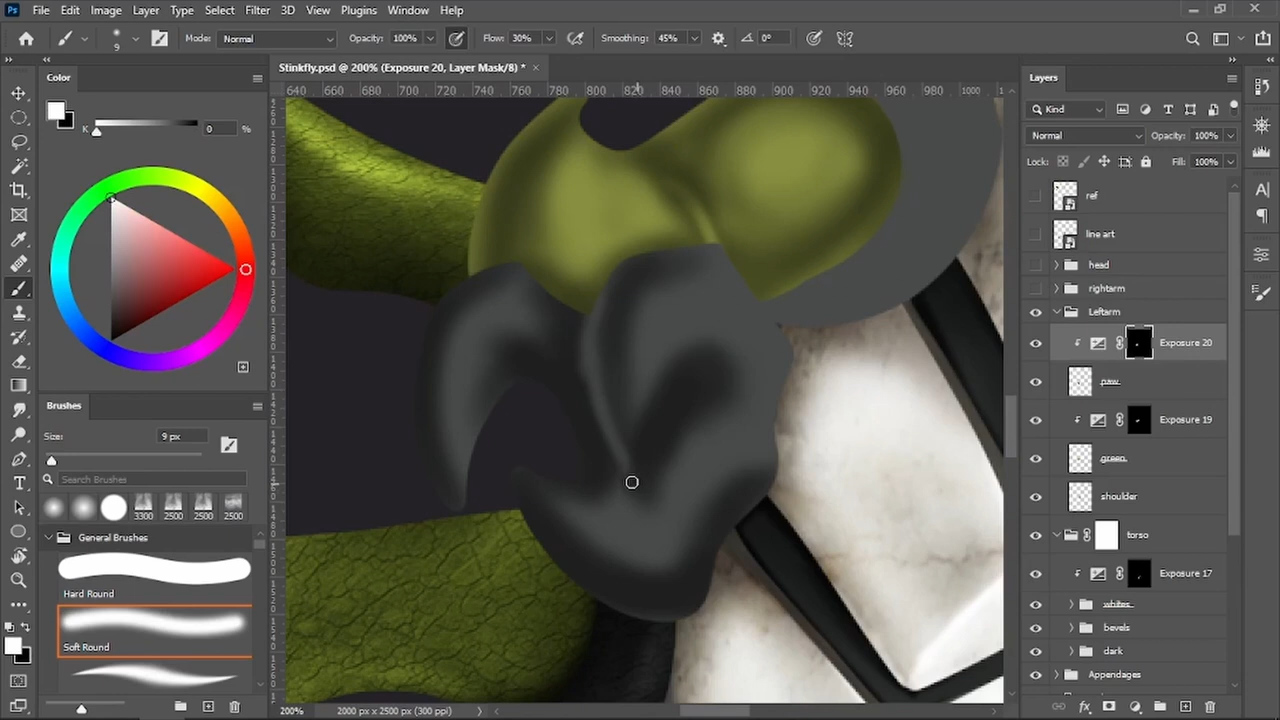 Ps File Edit Image Layer Type Select Filter 3D View Plugins Window Help
9 Mode: Normal Opacity: 100% Flow: 30% Smoothing: 45% 0°
Color
K 0 %
Brushes
Size: 9 px
Search Brushes
3300 2500 2500 2500
General Brushes
Hard Round
Soft Round
Stinkfly.psd @ 200% (Exposure 20, Layer Mask/8) *
640 660 680 700 720 740 760 780 800 820 840 860 880 900 920 940 960 980 1000
200% 2000 px x 2500 px (300 ppi)
Layers
Kind
Normal Opacity: 100%
Lock: Fill: 100%
ref
line art
head
rightarm
Leftarm
Exposure 20
paw
Exposure 19
green
shoulder
torso
Exposure 17
whites
bevels
dark
Appendages